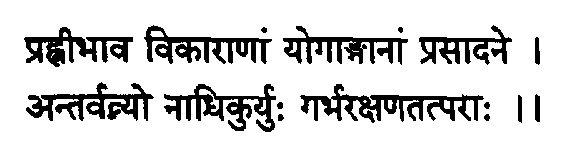 प्रह्वीभाव विकाराणां योगाङ्गानां प्रसादने ।
अन्तर्वत्न्यो नाधिकुर्युः गर्भरक्षणतत्पराः ।।